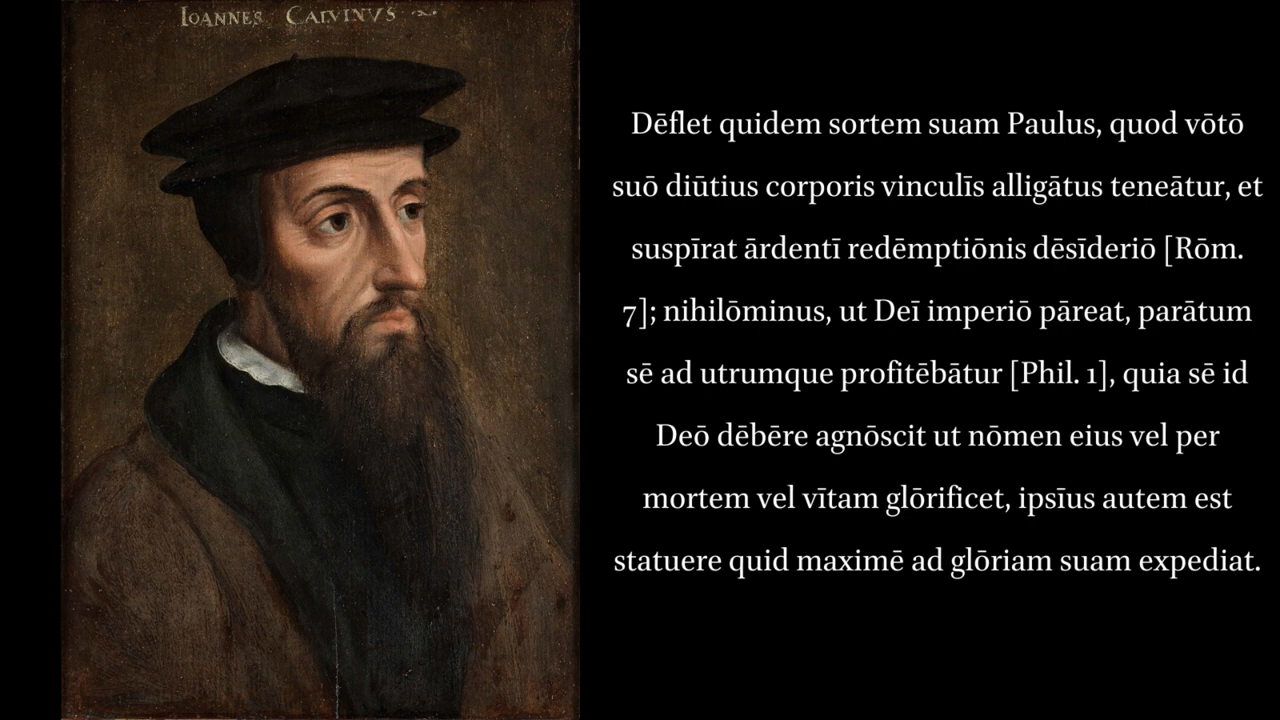 IOANNES CALVINVS
Dēflet quidem sortem suam Paulus, quod vōtō
suō diūtius corporis vinculīs alligātus teneātur, et
suspīrat ārdentī redēmptiōnis dēsīderiō [Rōm.
7]; nihilōminus, ut Deī imperiō pāreat, parātum
sē ad utrumque profitēbātur [Phil. 1], quia sē id
Deō dēbēre agnōscit ut nōmen eius vel per
mortem vel vītam glōrificet, ipsīus autem est
statuere quid maximē ad glōriam suam expediat.